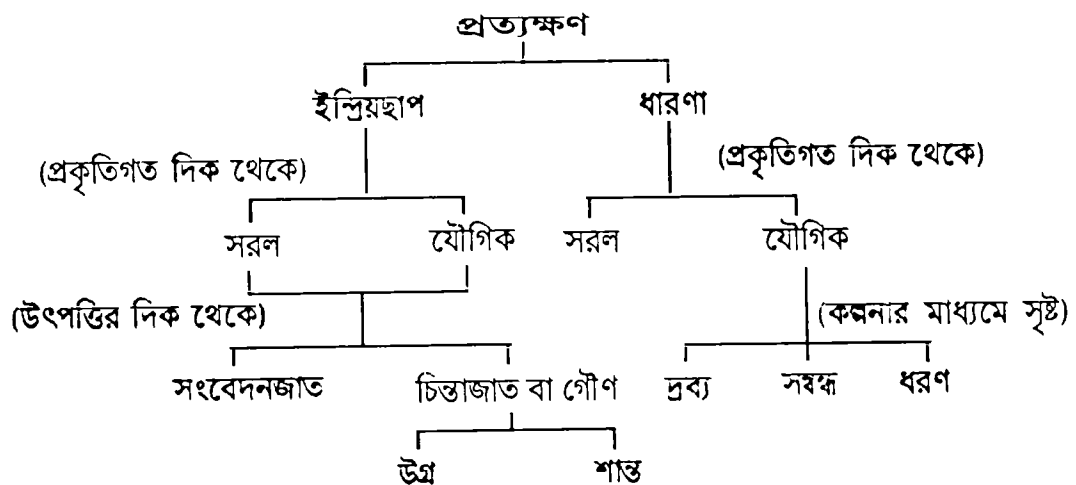 প্রত্যক্ষণ
ইন্দ্রিয়ছাপ ধারণা
(প্রকৃতিগত দিক থেকে) (প্রকৃতিগত দিক থেকে)
সরল যৌগিক সরল যৌগিক
(উৎপত্তির দিক থেকে) (কল্পনার মাধ্যমে সৃষ্ট)
সংবেদনজাত চিন্তাজাত বা গৌণ দ্রব্য সম্বন্ধ ধরণ
উগ্র শান্ত